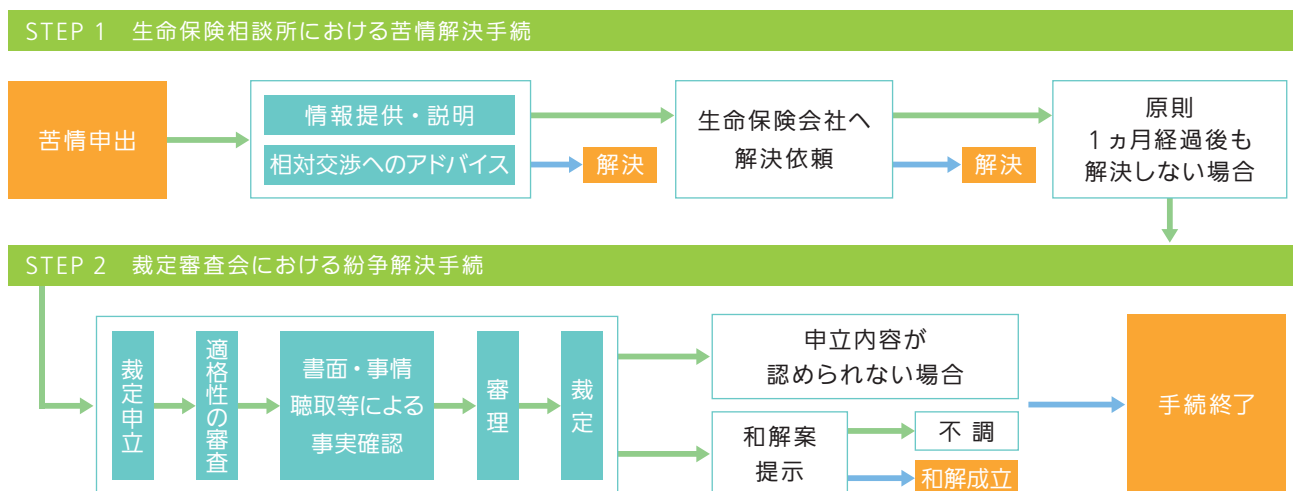 STEP 1 生命保険相談所における苦情解決手続
苦情申出
情報提供・説明
相対交渉へのアドバイス
解決
生命保険会社へ
解決依頼
解決
原則
1ヵ月経過後も
解決しない場合
STEP 2 裁定審査会における紛争解決手続
裁定申立
適格性の審査
書面・事情
聴取等による
事実確認
審理
裁定
申立内容が
認められない場合
和解案
提示
不調
和解成立
手続終了